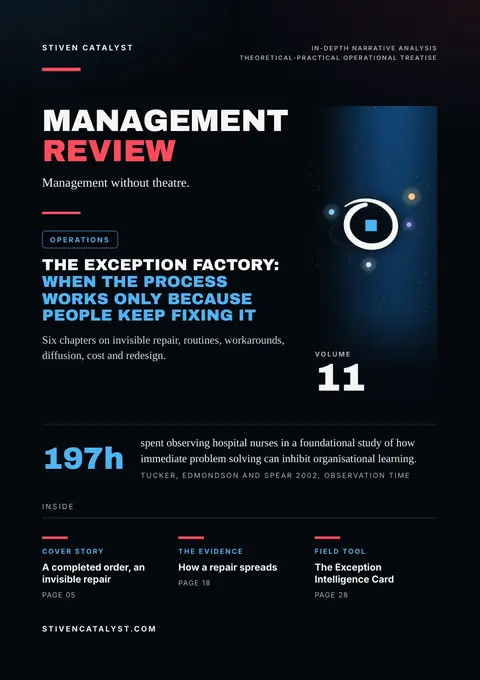 STIVEN CATALYST
IN-DEPTH NARRATIVE ANALYSIS
THEORETICAL-PRACTICAL OPERATIONAL TREATISE
MANAGEMENT
REVIEW
Management without theatre.
OPERATIONS
THE EXCEPTION FACTORY:
WHEN THE PROCESS
WORKS ONLY BECAUSE
PEOPLE KEEP FIXING IT
Six chapters on invisible repair, routines, workarounds,
diffusion, cost and redesign.
VOLUME
11
197h
spent observing hospital nurses in a foundational study of how
immediate problem solving can inhibit organisational learning.
TUCKER, EDMONDSON AND SPEAR 2002, OBSERVATION TIME
INSIDE
COVER STORY
A completed order, an
invisible repair
PAGE 05
THE EVIDENCE
How a repair spreads
PAGE 18
FIELD TOOL
The Exception
Intelligence Card
PAGE 28
STIVENCATALYST.COM